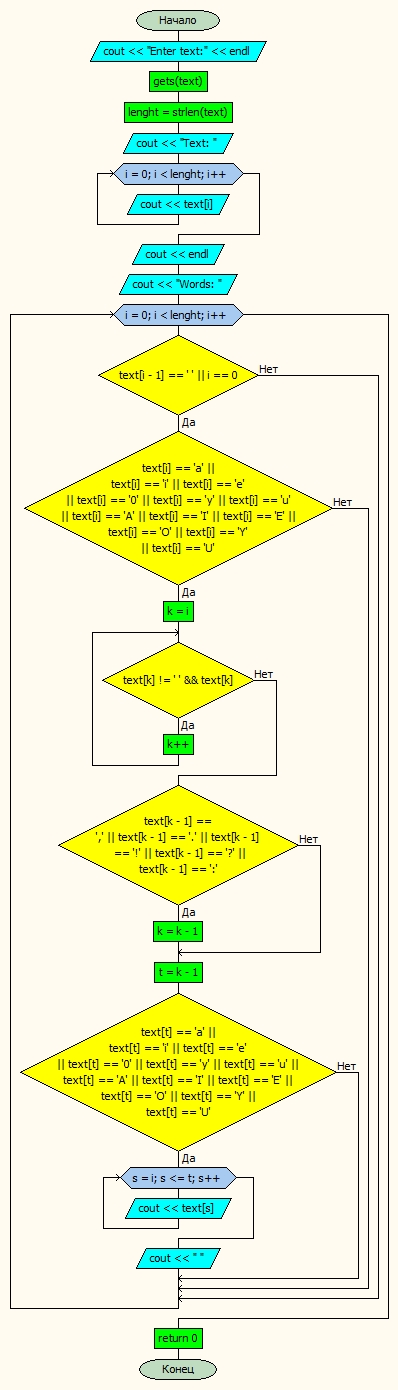 Начало
cout << "Enter text:" << endl
gets(text)
lenght = strlen(text)
cout << "Text: "
i = 0; i < lenght; i++
cout << text[i]
cout << endl
cout << "Words: "
i = 0; i < lenght; i++
text[i - 1] == ' ' || i == 0
Нет
Да
text[i] == 'a' ||
text[i] == 'i' || text[i] == 'e'
|| text[i] == '0' || text[i] == 'y' || text[i] == 'u'
|| text[i] == 'A' || text[i] == 'I' || text[i] == 'E' ||
text[i] == 'O' || text[i] == 'Y'
|| text[i] == 'U'
Нет
Да
k = i
text[k] != ' ' && text[k]
Нет
Да
k++
text[k - 1] ==
',' || text[k - 1] == '.' || text[k - 1]
== '!' || text[k - 1] == '?' ||
text[k - 1] == ':'
Нет
Да
k = k - 1
t = k - 1
text[t] == 'a' ||
text[t] == 'i' || text[t] == 'e'
|| text[t] == '0' || text[t] == 'y' || text[t] == 'u' ||
text[t] == 'A' || text[t] == 'I' || text[t] == 'E' ||
text[t] == 'O' || text[t] == 'Y' ||
text[t] == 'U'
Нет
Да
s = i; s <= t; s++
cout << text[s]
cout << " "
return 0
Конец